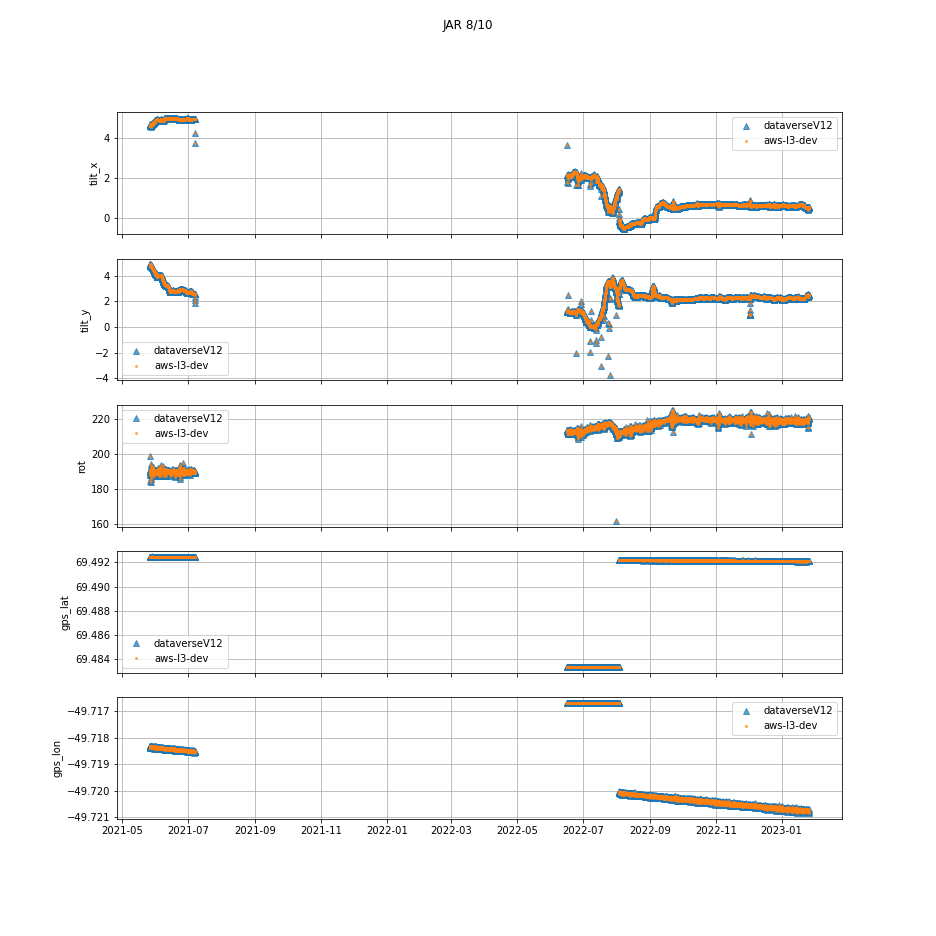 JAR 8/10
4
2
0
tilt_x
dataverseV12
aws-l3-dev
4
2
0
−2
−4
tilt_y
dataverseV12
aws-l3-dev
220
200
180
160
rot
dataverseV12
aws-l3-dev
69.492
69.490
69.488
69.486
69.484
gps_lat
dataverseV12
aws-l3-dev
−49.717
−49.718
−49.719
−49.720
−49.721
gps_lon
dataverseV12
aws-l3-dev
2021-05 2021-07 2021-09 2021-11 2022-01 2022-03 2022-05 2022-07 2022-09 2022-11 2023-01